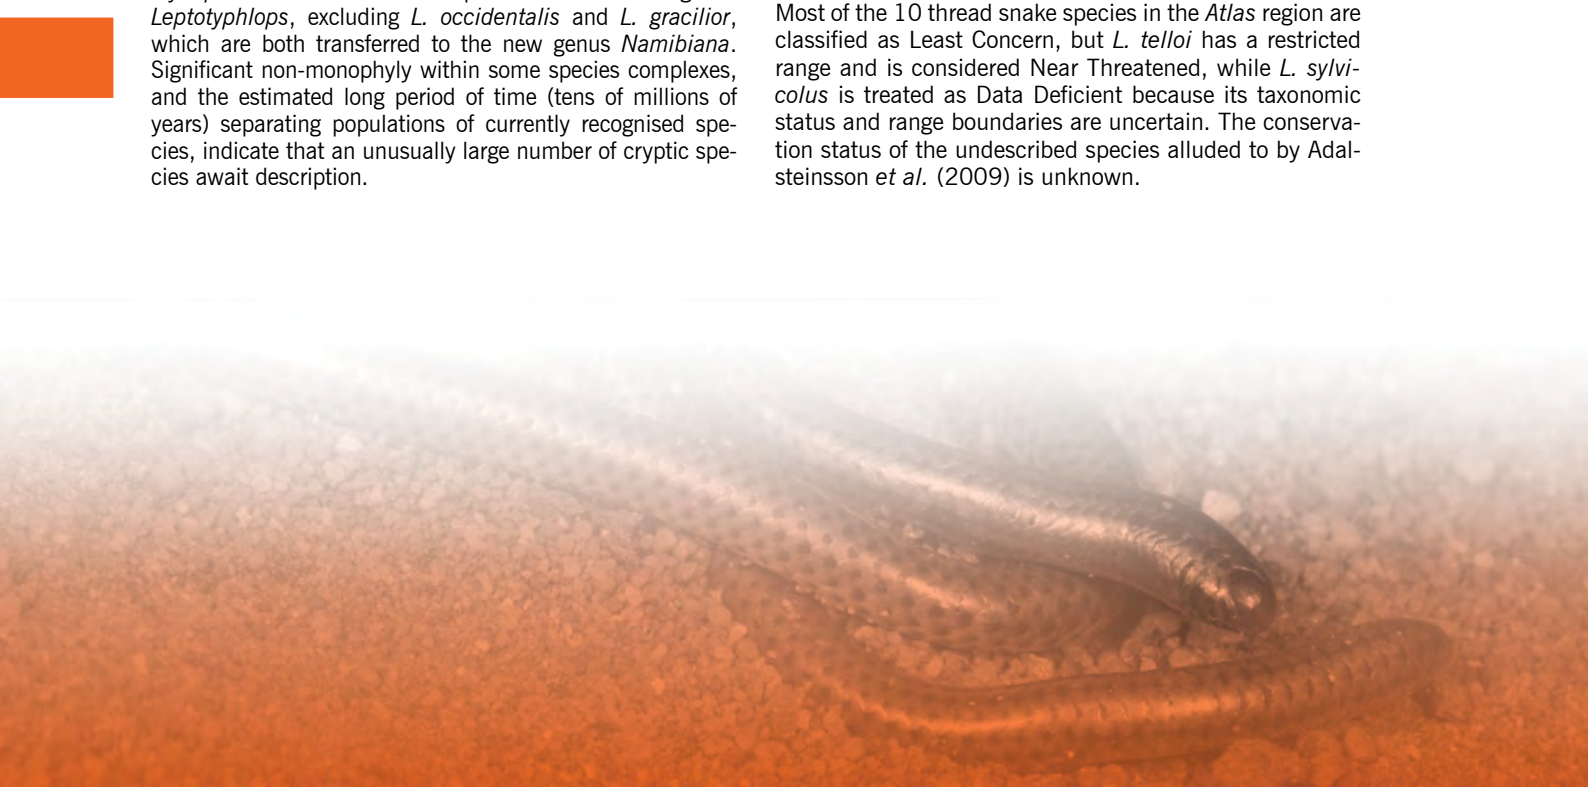 Leptotyphlops, excluding L. occidentalis and L. gracilior,
which are both transferred to the new genus Namibiana.
Significant non-monophyly within some species complexes,
and the estimated long period of time (tens of millions of
years) separating populations of currently recognised spe-
cies, indicate that an unusually large number of cryptic spe-
cies await description.
Most of the 10 thread snake species in the Atlas region are
classified as Least Concern, but L. telloi has a restricted
range and is considered Near Threatened, while L. sylvi-
colus is treated as Data Deficient because its taxonomic
status and range boundaries are uncertain. The conserva-
tion status of the undescribed species alluded to by Adal-
steinsson et al. (2009) is unknown.